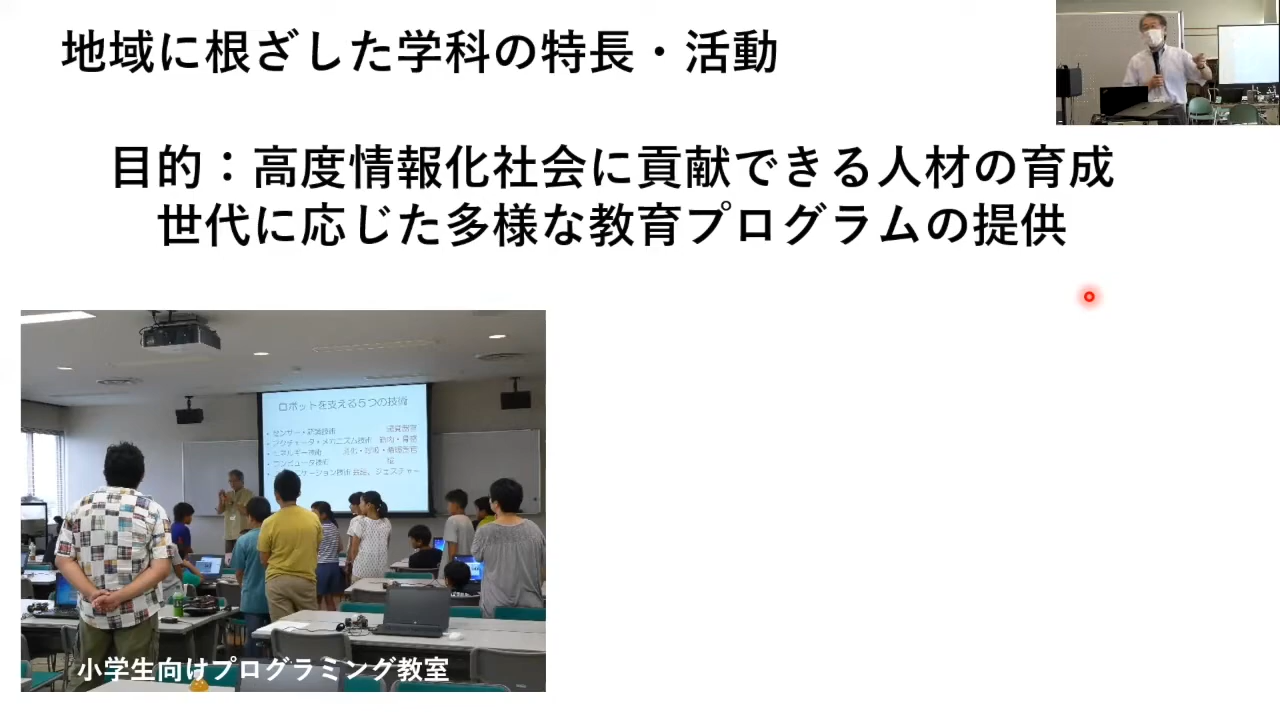 地域に根ざした学科の特長・活動
目的：高度情報化社会に貢献できる人材の育成
世代に応じた多様な教育プログラムの提供
ロボットを支える5つの技術
小学生向けプログラミング教室